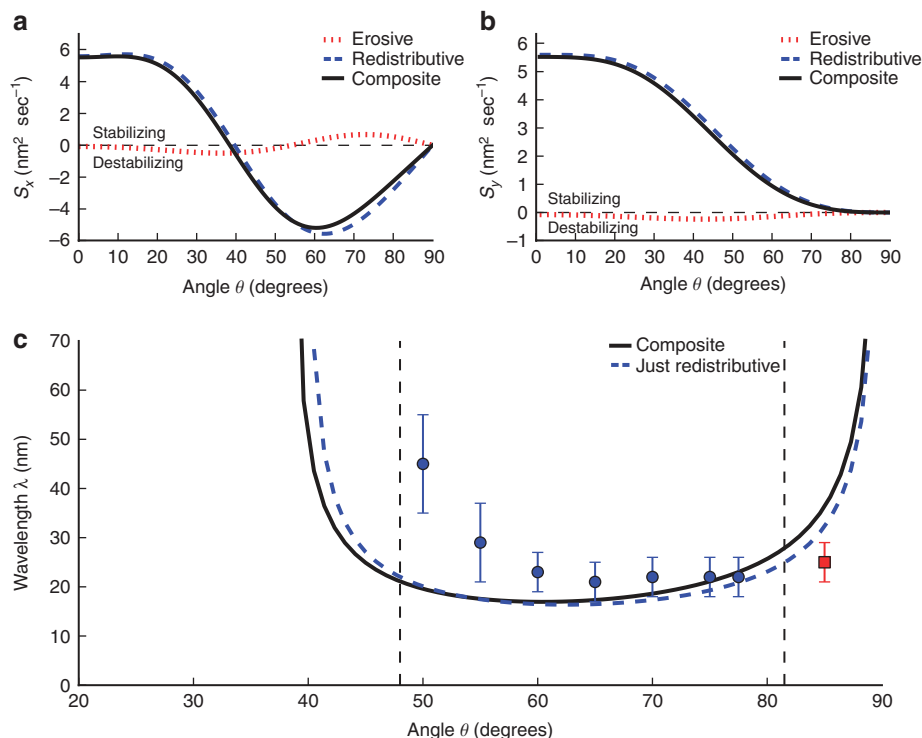 a
Erosive
Redistributive
Composite
6
4
2
0
−2
−4
−6
Stabilizing
Destabilizing
Sx (nm² sec⁻¹)
0 10 20 30 40 50 60 70 80 90
Angle θ (degrees)
b
Erosive
Redistributive
Composite
6
5
4
3
2
1
0
−1
Stabilizing
Destabilizing
Sy (nm² sec⁻¹)
0 10 20 30 40 50 60 70 80 90
Angle θ (degrees)
c
Composite
Just redistributive
70
60
50
40
30
20
10
0
Wavelength λ (nm)
20 30 40 50 60 70 80 90
Angle θ (degrees)